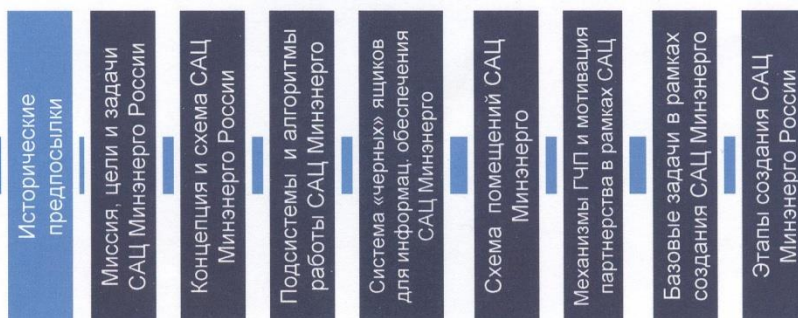 Исторические
предпосылки
Миссия, цели и задачи
САЦ Минэнерго России
Концепция и схема САЦ
Минэнерго России
Подсистемы и алгоритмы
работы САЦ Минэнерго
Система «черных» ящиков
для информац. обеспечения
САЦ Минэнерго
Схема помещений САЦ
Минэнерго
Механизмы ГЧП и мотивация
партнерства в рамках САЦ
Базовые задачи в рамках
создания САЦ Минэнерго
Этапы создания САЦ
Минэнерго России